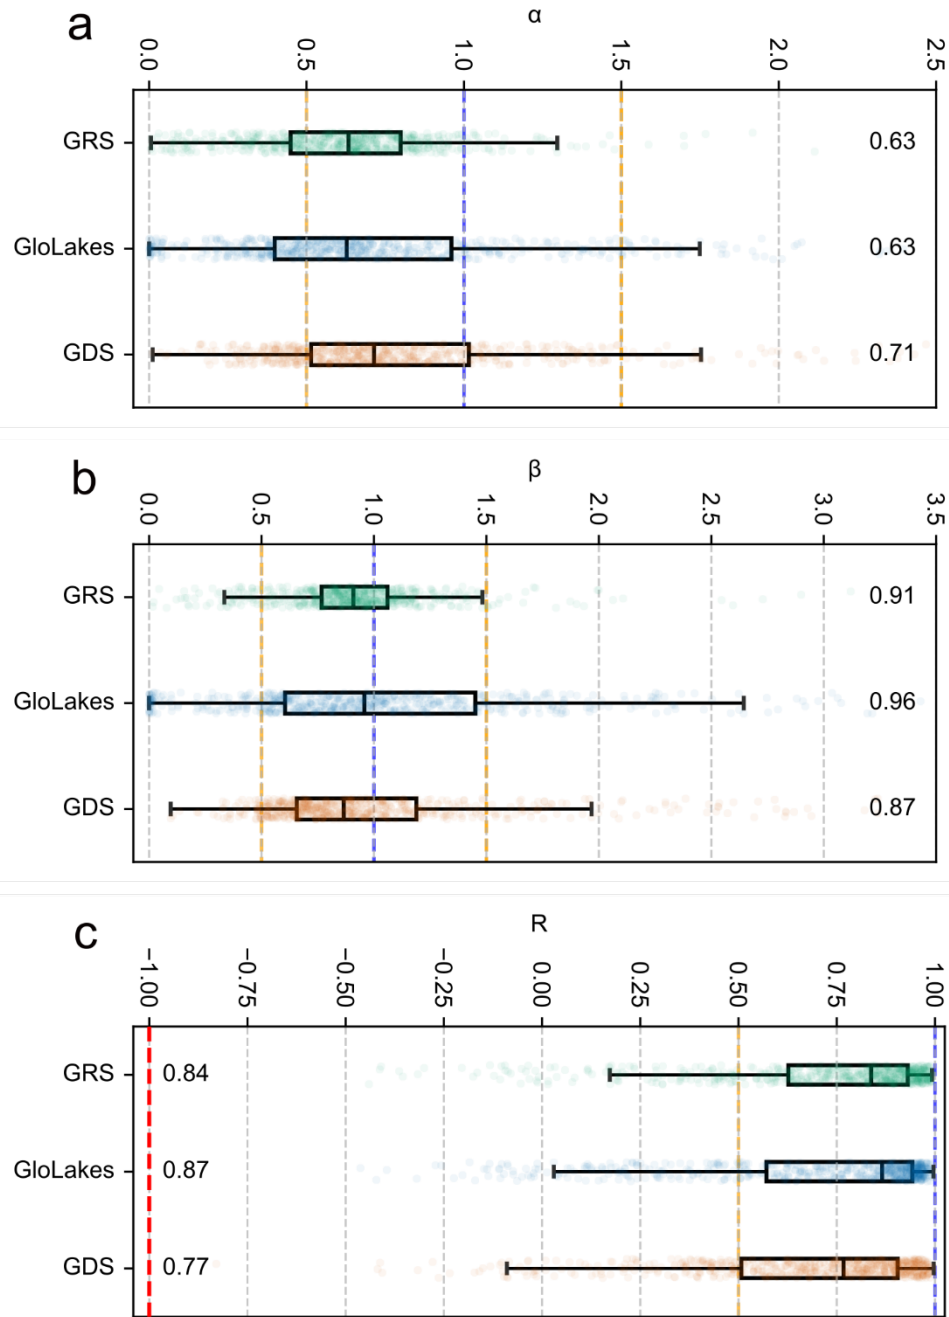 a
α
0.0 0.5 1.0 1.5 2.0 2.5
GRS 0.63
GloLakes 0.63
GDS 0.71
b
β
0.0 0.5 1.0 1.5 2.0 2.5 3.0 3.5
GRS 0.91
GloLakes 0.96
GDS 0.87
c
R
−1.00 −0.75 −0.50 −0.25 0.00 0.25 0.50 0.75 1.00
GRS 0.84
GloLakes 0.87
GDS 0.77